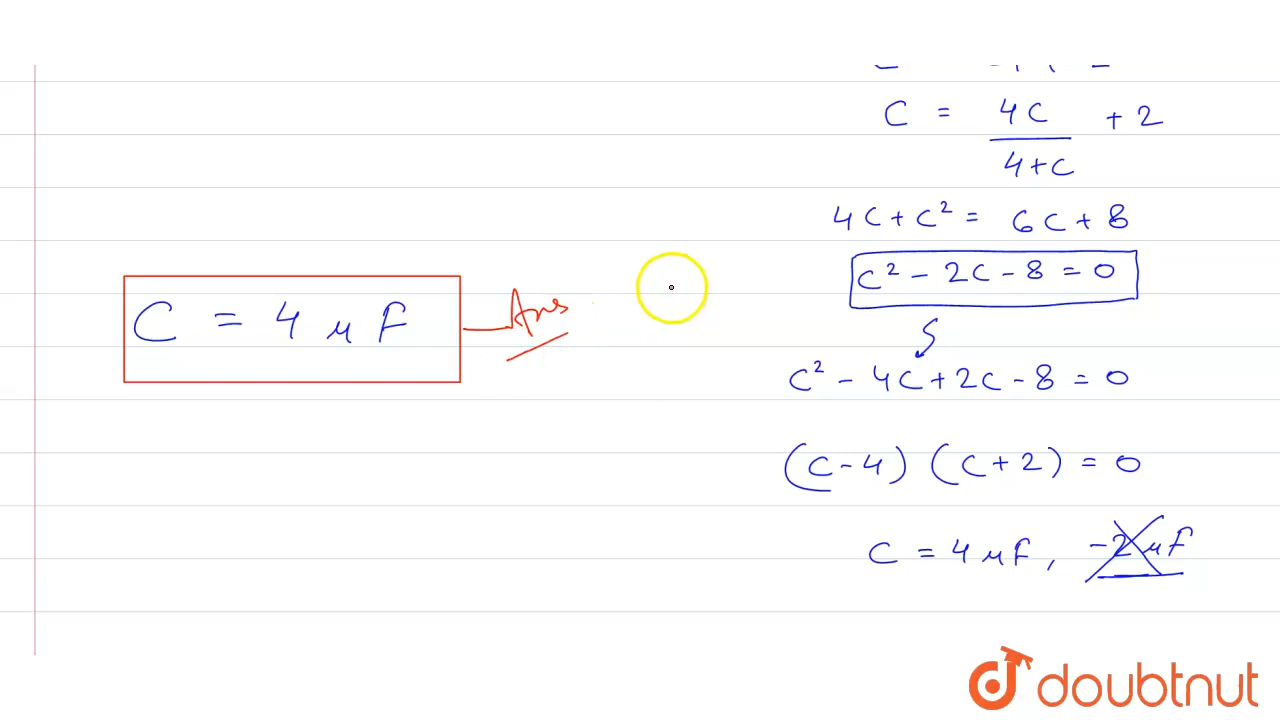 C = 4C / 4+C + 2
4C + C² = 6C + 8
C² - 2C - 8 = 0
C = 4 μF Ans
C² - 4C + 2C - 8 = 0
(C - 4) (C + 2) = 0
C = 4 μF, -2 μF
doubtnut